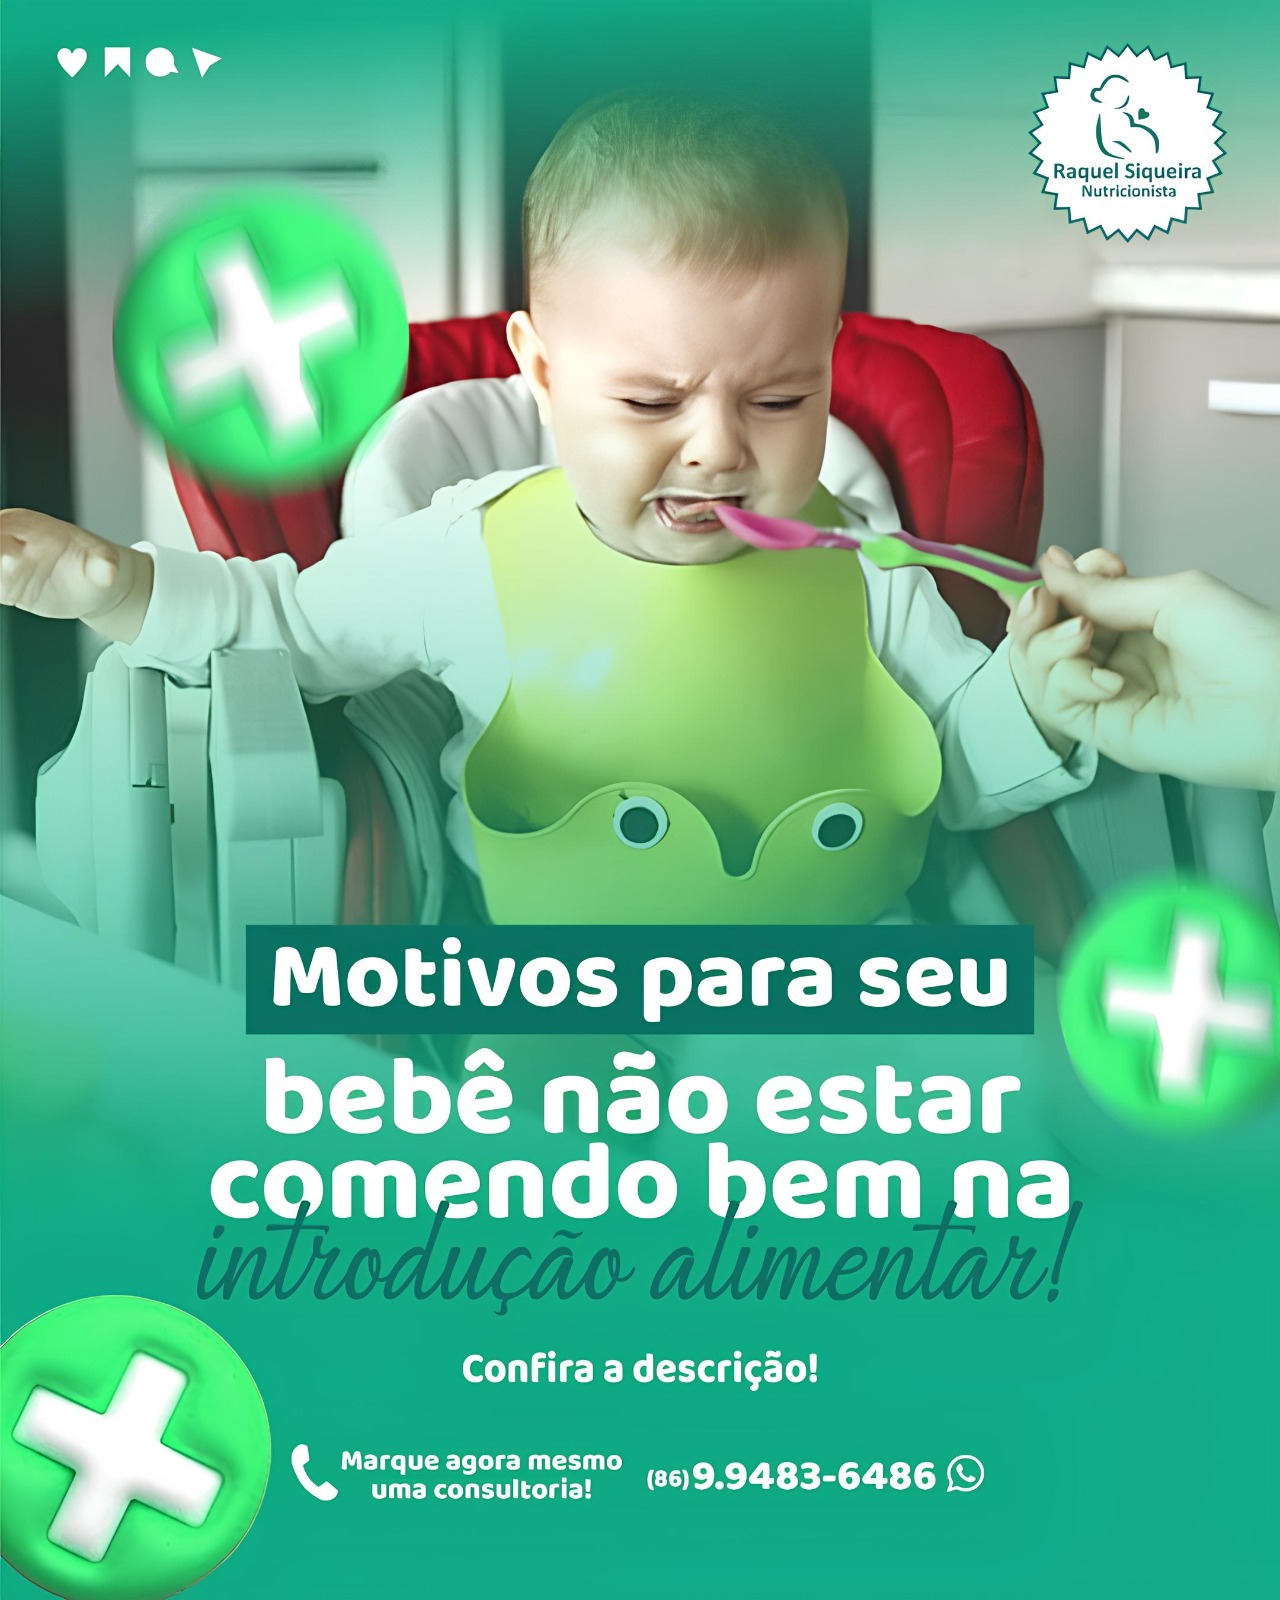 Raquel Siqueira
Nutricionista
Motivos para seu
bebê não estar
comendo bem na
introdução alimentar!
Confira a descrição!
Marque agora mesmo
uma consultoria!
(86)9.9483-6486